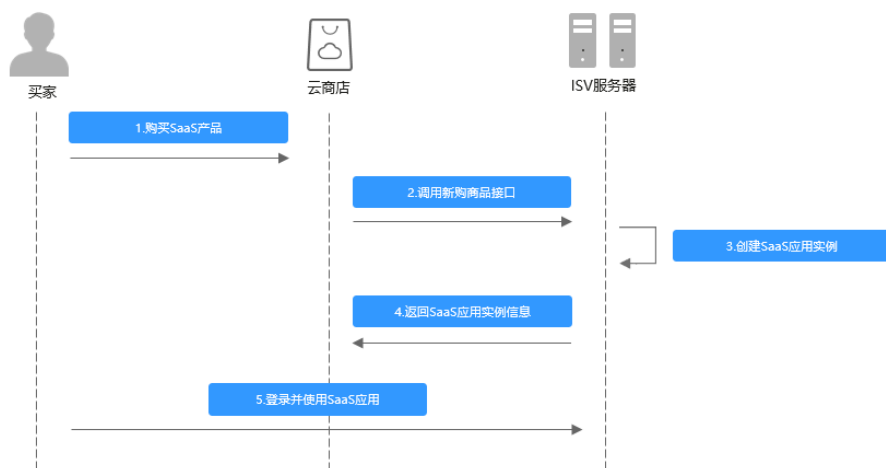 买家
云商店
ISV服务器
1.购买SaaS产品
2.调用新购商品接口
3.创建SaaS应用实例
4.返回SaaS应用实例信息
5.登录并使用SaaS应用